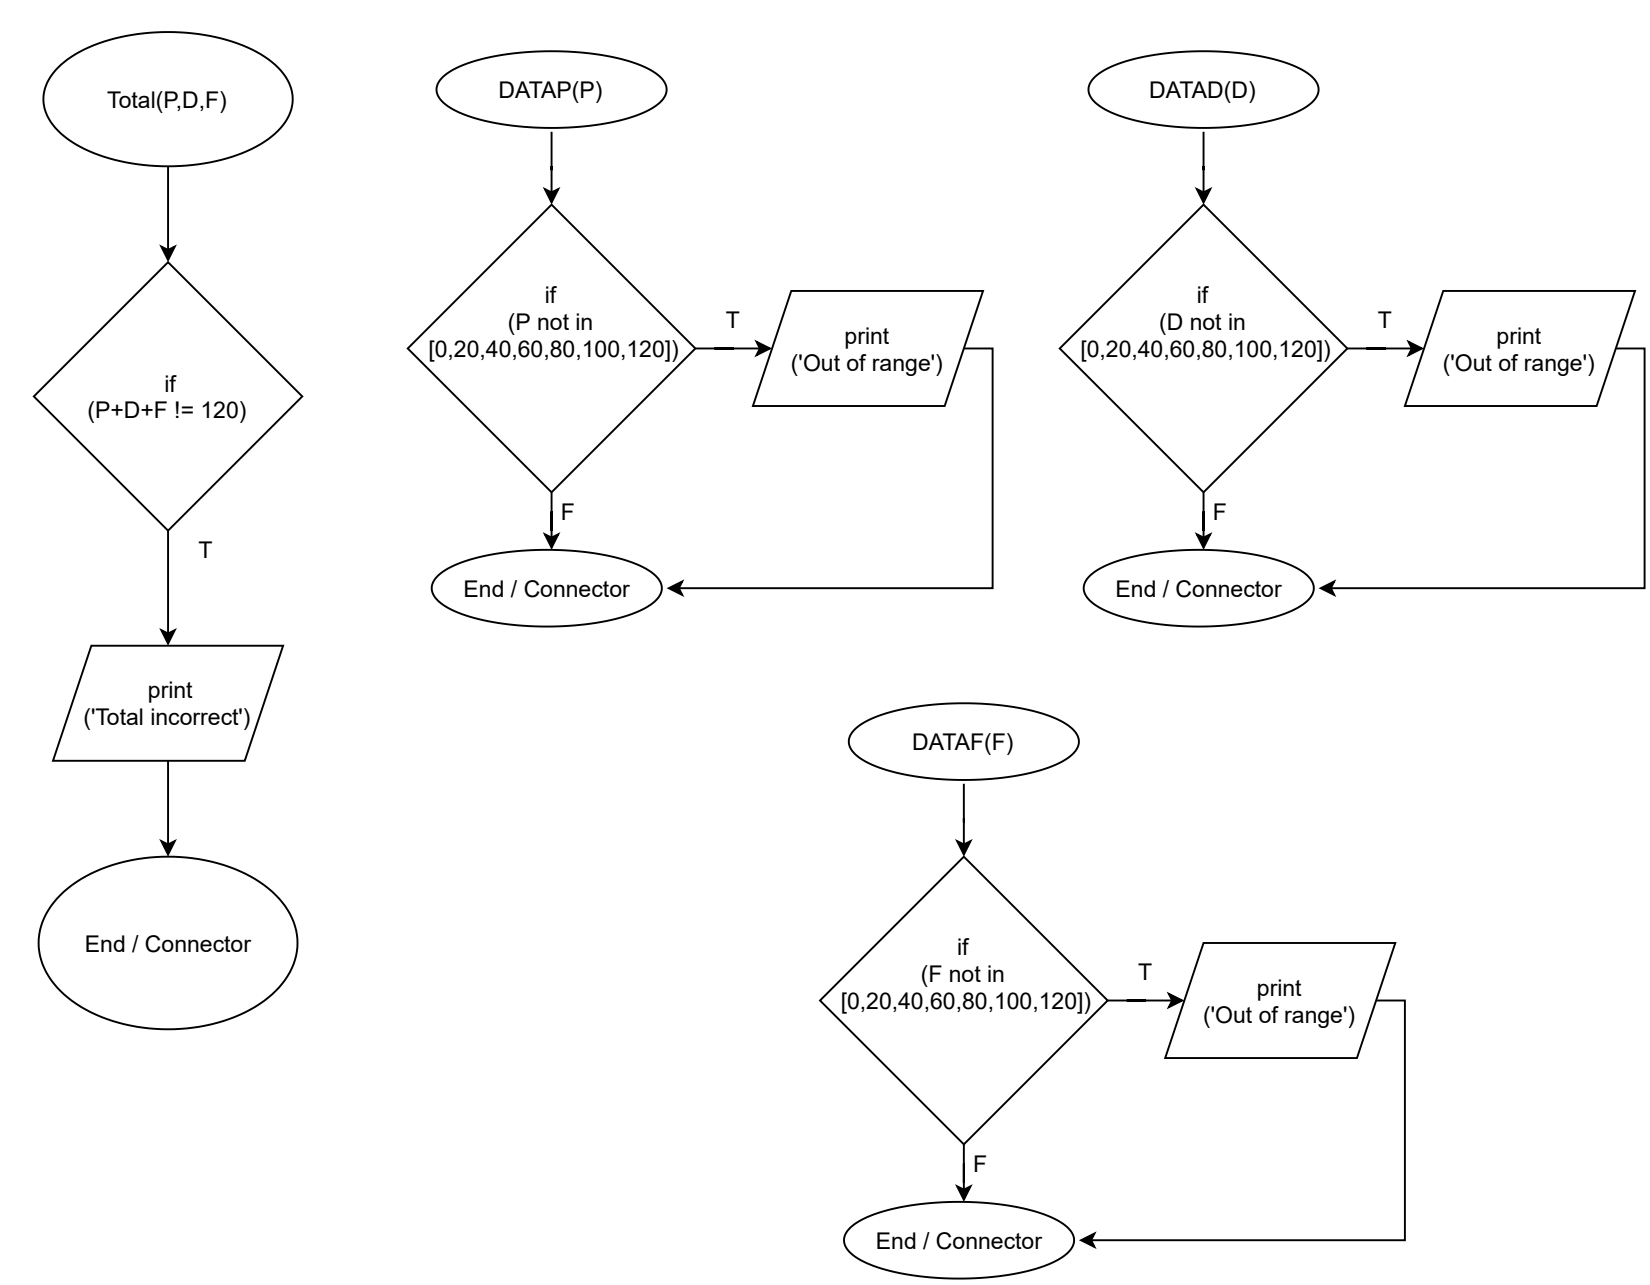 Total(P,D,F)
if
(P+D+F != 120)
T
print
('Total incorrect')
End / Connector
DATAP(P)
if
(P not in
[0,20,40,60,80,100,120])
T
print
('Out of range')
F
End / Connector
DATAD(D)
if
(D not in
[0,20,40,60,80,100,120])
T
print
('Out of range')
F
End / Connector
DATAF(F)
if
(F not in
[0,20,40,60,80,100,120])
T
print
('Out of range')
F
End / Connector